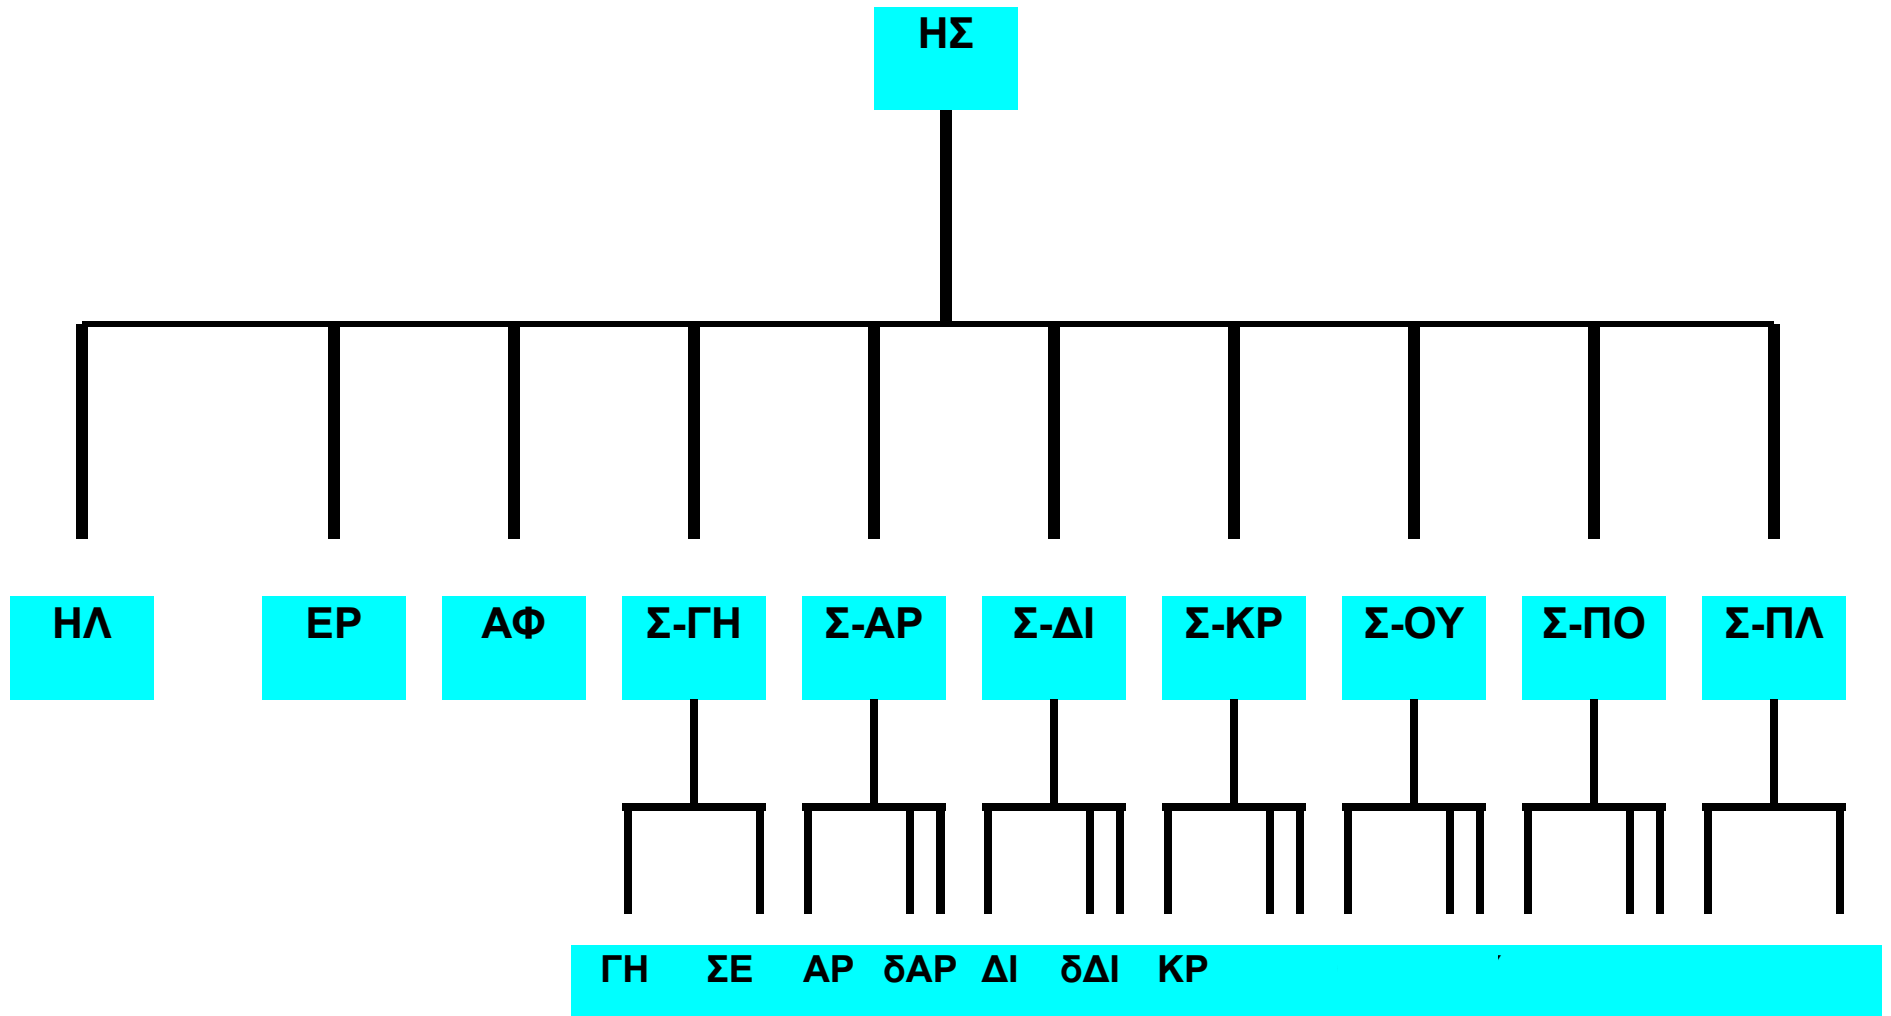 ΗΣ
ΗΛ ΕΡ ΑΦ Σ-ΓΗ Σ-ΑΡ Σ-ΔΙ Σ-ΚΡ Σ-ΟΥ Σ-ΠΟ Σ-ΠΛ
ΓΗ ΣΕ ΑΡ δΑΡ ΔΙ δΔΙ ΚΡ